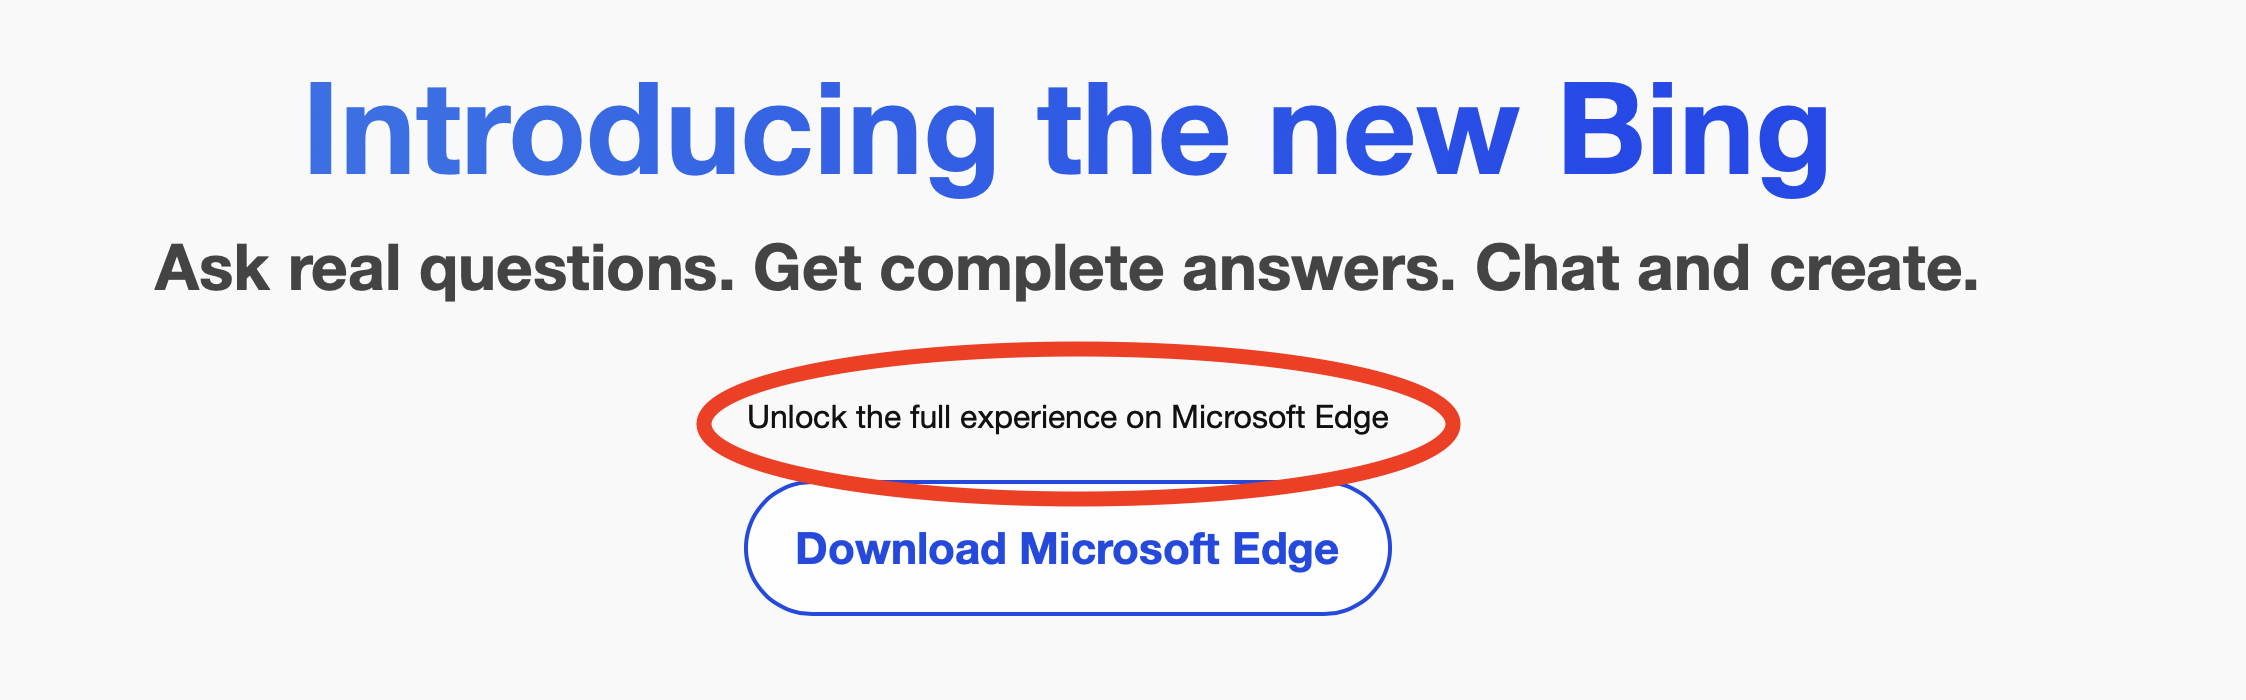 Introducing the new Bing
Ask real questions. Get complete answers. Chat and create.
Unlock the full experience on Microsoft Edge
Download Microsoft Edge